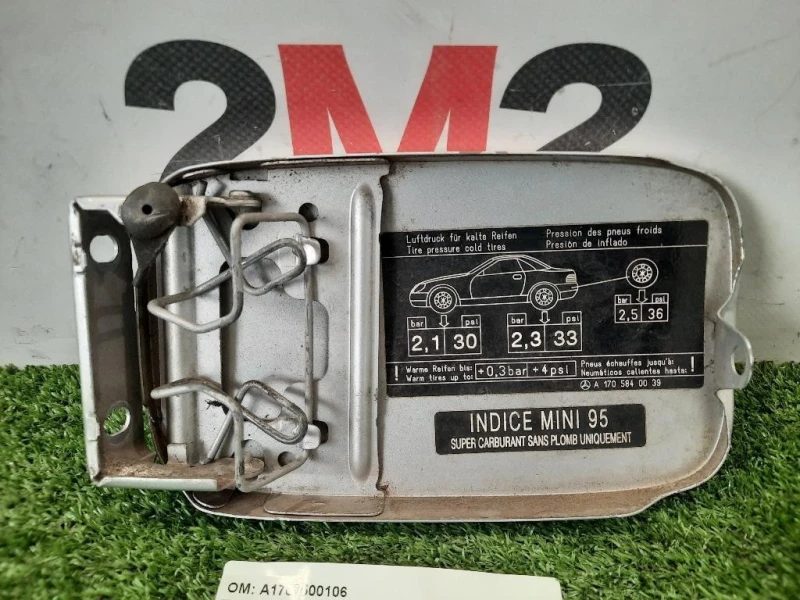 2M2
Luftdruck für kalte Reifen
Tire pressure cold tires
Pression des pneus froids
Presión de inflado
bar psi
2,1 30
bar psi
2,3 33
bar psi
2,5 36
! Warme Reifen bis:
Warm tires up to:
+0,3bar +4psi
Pneus échauffés jusqu'à:
Neumáticos calientes hasta: !
A 170 584 00 39
INDICE MINI 95
SUPER CARBURANT SANS PLOMB UNIQUEMENT
OM: A1707500106